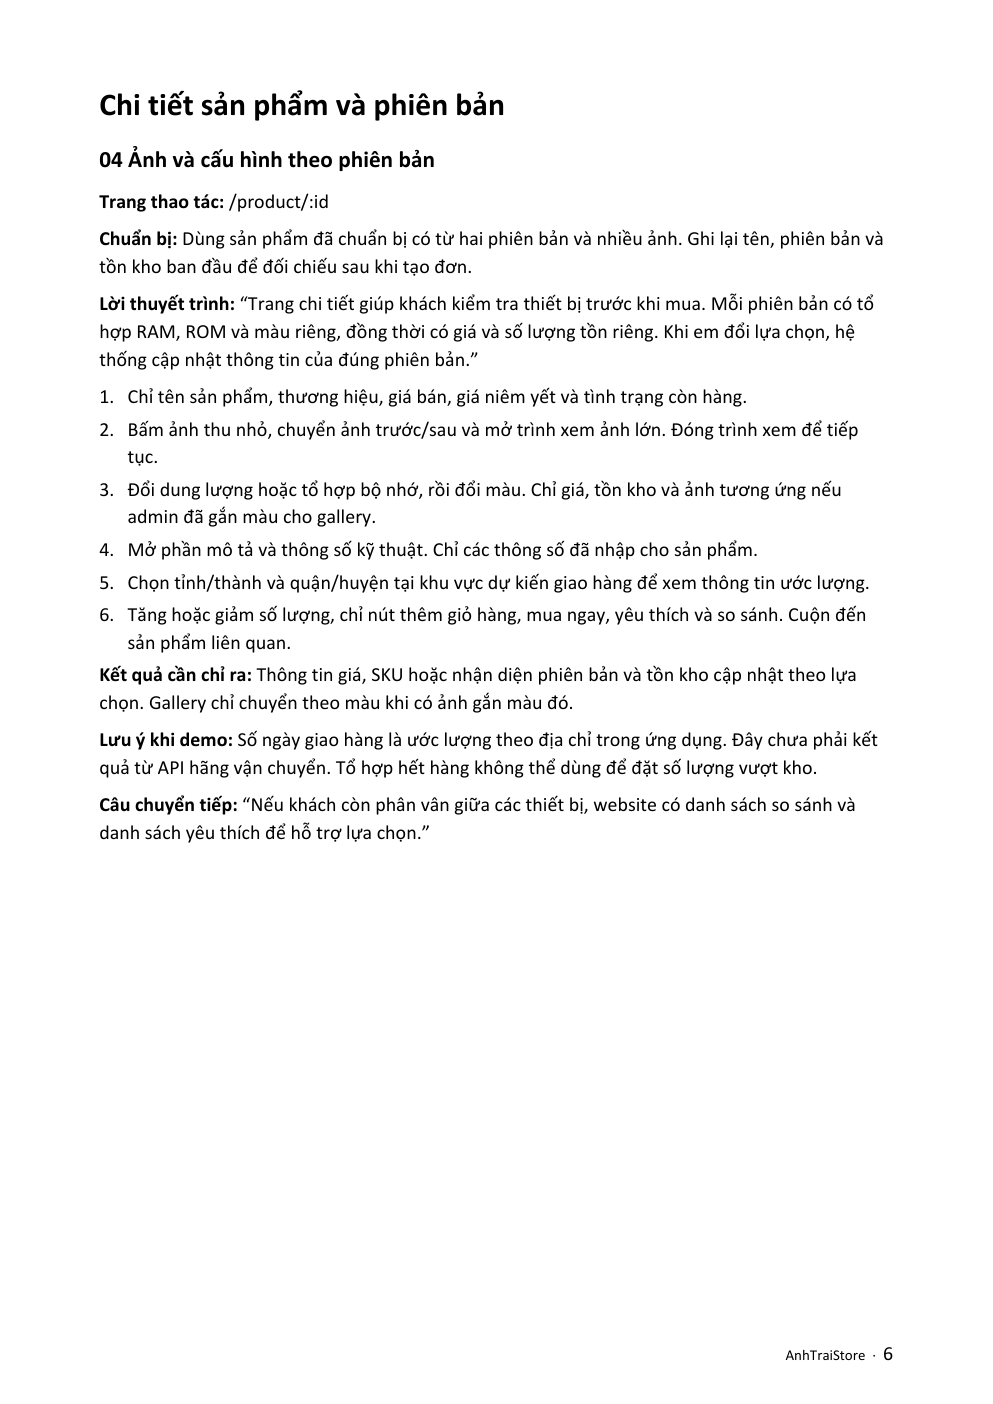 Chi tiết sản phẩm và phiên bản
04 Ảnh và cấu hình theo phiên bản
Trang thao tác: /product/:id
Chuẩn bị: Dùng sản phẩm đã chuẩn bị có từ hai phiên bản và nhiều ảnh. Ghi lại tên, phiên bản và
tồn kho ban đầu để đối chiếu sau khi tạo đơn.
Lời thuyết trình: “Trang chi tiết giúp khách kiểm tra thiết bị trước khi mua. Mỗi phiên bản có tổ
hợp RAM, ROM và màu riêng, đồng thời có giá và số lượng tồn riêng. Khi em đổi lựa chọn, hệ
thống cập nhật thông tin của đúng phiên bản.”
1. Chỉ tên sản phẩm, thương hiệu, giá bán, giá niêm yết và tình trạng còn hàng.
2. Bấm ảnh thu nhỏ, chuyển ảnh trước/sau và mở trình xem ảnh lớn. Đóng trình xem để tiếp
tục.
3. Đổi dung lượng hoặc tổ hợp bộ nhớ, rồi đổi màu. Chỉ giá, tồn kho và ảnh tương ứng nếu
admin đã gắn màu cho gallery.
4. Mở phần mô tả và thông số kỹ thuật. Chỉ các thông số đã nhập cho sản phẩm.
5. Chọn tỉnh/thành và quận/huyện tại khu vực dự kiến giao hàng để xem thông tin ước lượng.
6. Tăng hoặc giảm số lượng, chỉ nút thêm giỏ hàng, mua ngay, yêu thích và so sánh. Cuộn đến
sản phẩm liên quan.
Kết quả cần chỉ ra: Thông tin giá, SKU hoặc nhận diện phiên bản và tồn kho cập nhật theo lựa
chọn. Gallery chỉ chuyển theo màu khi có ảnh gắn màu đó.
Lưu ý khi demo: Số ngày giao hàng là ước lượng theo địa chỉ trong ứng dụng. Đây chưa phải kết
quả từ API hãng vận chuyển. Tổ hợp hết hàng không thể dùng để đặt số lượng vượt kho.
Câu chuyển tiếp: “Nếu khách còn phân vân giữa các thiết bị, website có danh sách so sánh và
danh sách yêu thích để hỗ trợ lựa chọn.”
AnhTraiStore · 6